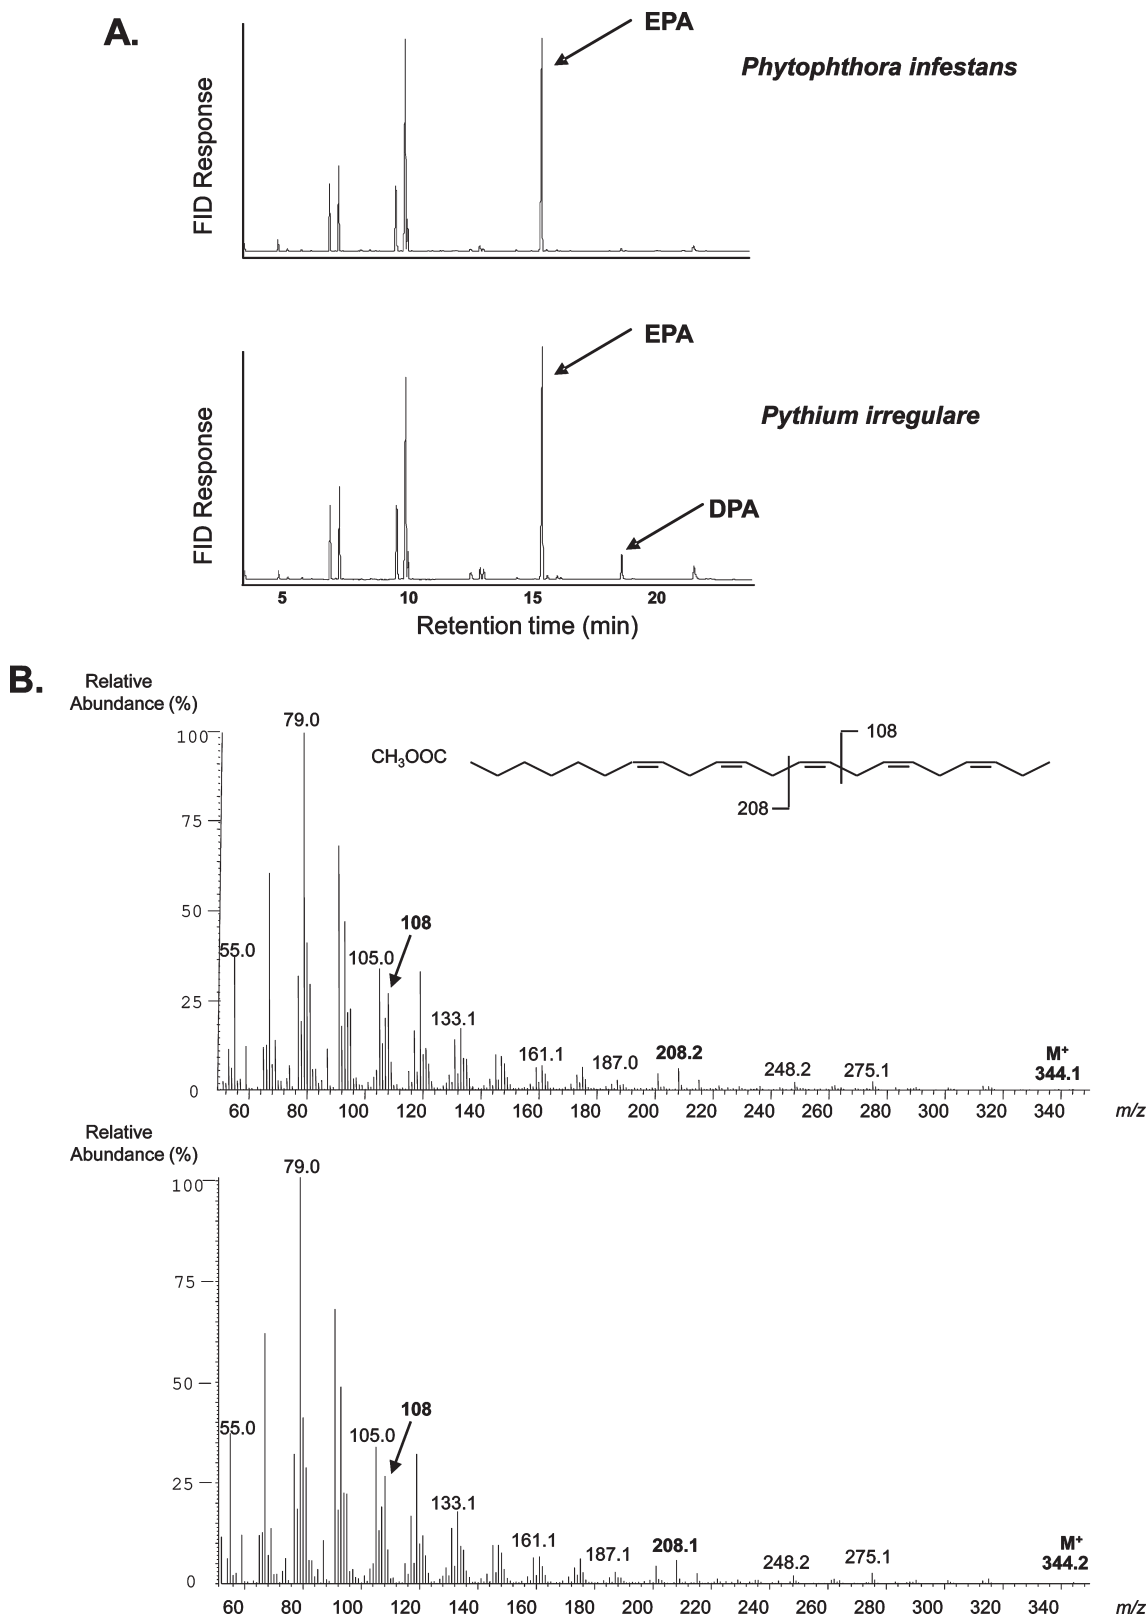 A.
EPA
Phytophthora infestans
FID Response
EPA
Pythium irregulare
FID Response
DPA
5 10 15 20
Retention time (min)
B.
Relative
Abundance (%)
79.0
100
CH3OOC
108
208
75
50
108
55.0
105.0
25
133.1
161.1
187.0
208.2
248.2
275.1
M+
344.1
0
60 80 100 120 140 160 180 200 220 240 260 280 300 320 340 m/z
Relative
Abundance (%)
79.0
100
75
50
108
55.0
105.0
25
133.1
161.1
187.1
208.1
248.2
275.1
M+
344.2
0
60 80 100 120 140 160 180 200 220 240 260 280 300 320 340 m/z